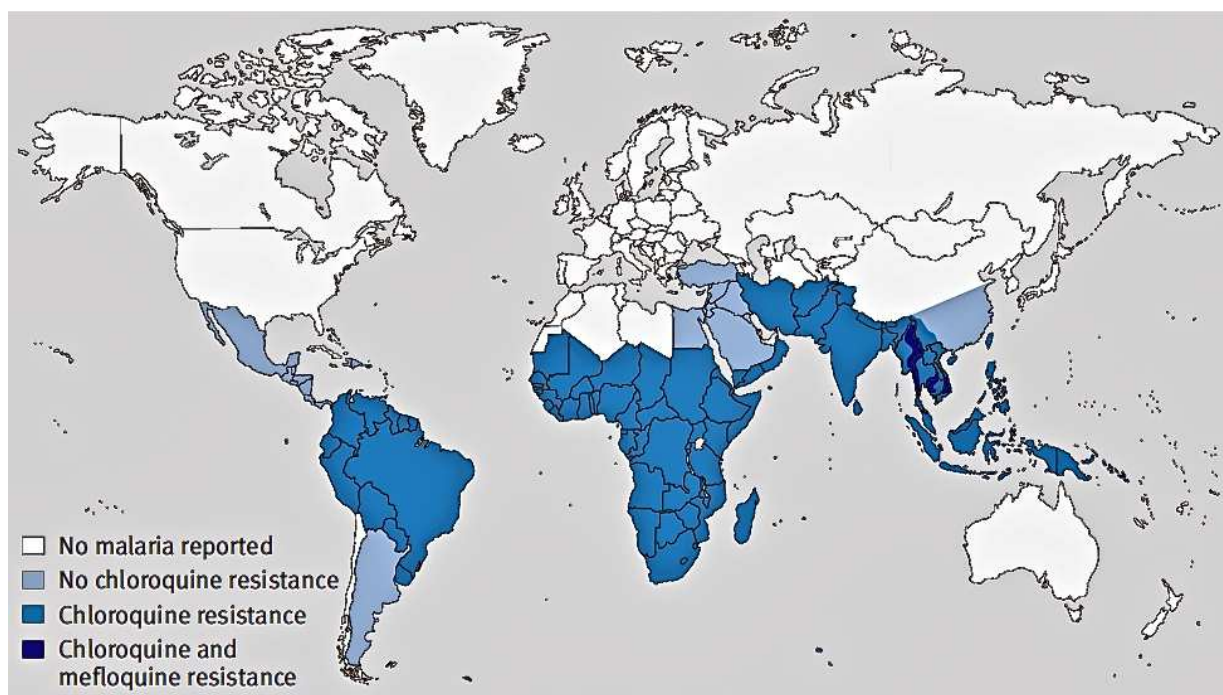 No malaria reported
No chloroquine resistance
Chloroquine resistance
Chloroquine and
mefloquine resistance